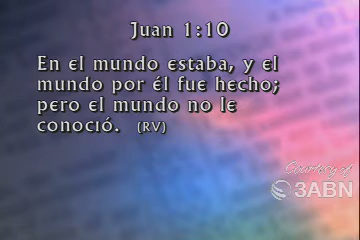 Juan 1:10
En el mundo estaba, y el
mundo por él fue hecho;
pero el mundo no le
conoció. (RV)
Courtesy of
3ABN